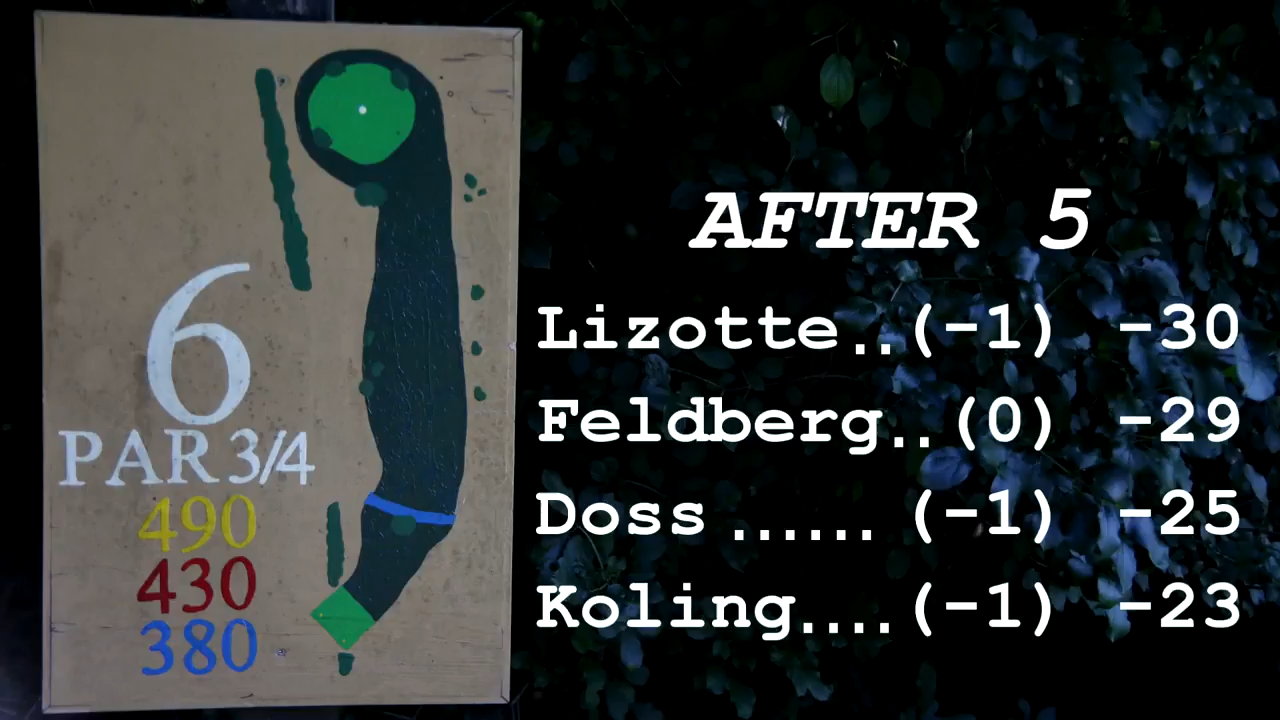 6
PAR 3/4
490
430
380
AFTER 5
Lizotte..(-1) -30
Feldberg..(0) -29
Doss ...... (-1) -25
Koling....(-1) -23